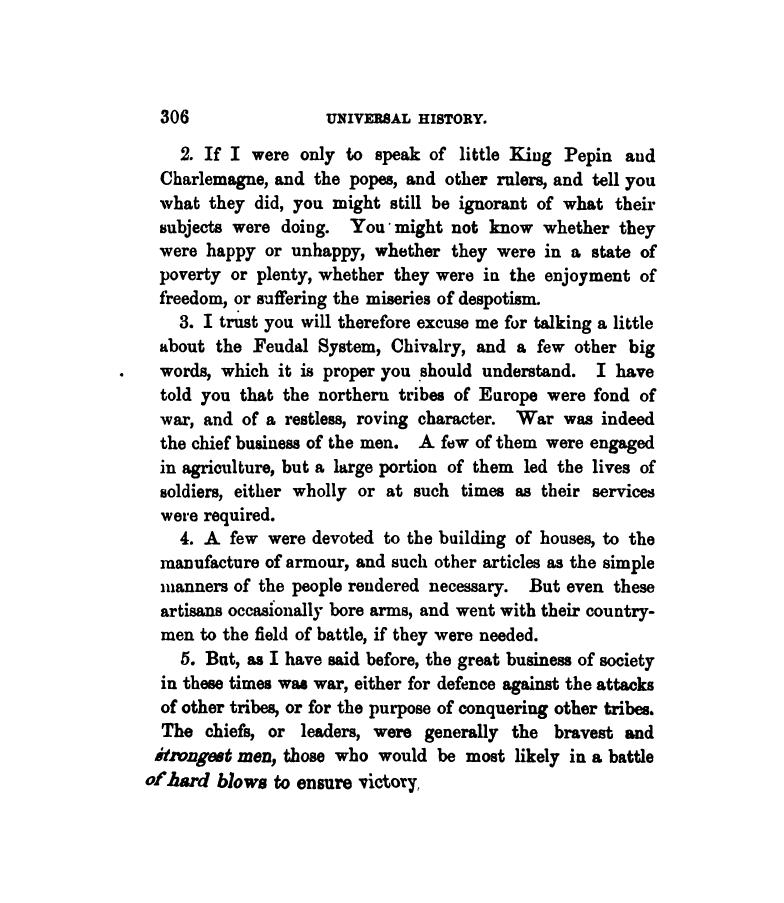 306 UNIVERSAL HISTORY.
2. If I were only to speak of little King Pepin and
Charlemagne, and the popes, and other rulers, and tell you
what they did, you might still be ignorant of what their
subjects were doing. You might not know whether they
were happy or unhappy, whether they were in a state of
poverty or plenty, whether they were in the enjoyment of
freedom, or suffering the miseries of despotism.
3. I trust you will therefore excuse me for talking a little
about the Feudal System, Chivalry, and a few other big
words, which it is proper you should understand. I have
told you that the northern tribes of Europe were fond of
war, and of a restless, roving character. War was indeed
the chief business of the men. A few of them were engaged
in agriculture, but a large portion of them led the lives of
soldiers, either wholly or at such times as their services
were required.
4. A few were devoted to the building of houses, to the
manufacture of armour, and such other articles as the simple
manners of the people rendered necessary. But even these
artisans occasionally bore arms, and went with their country-
men to the field of battle, if they were needed.
5. But, as I have said before, the great business of society
in these times was war, either for defence against the attacks
of other tribes, or for the purpose of conquering other tribes.
The chiefs, or leaders, were generally the bravest and
strongest men, those who would be most likely in a battle
of hard blows to ensure victory.